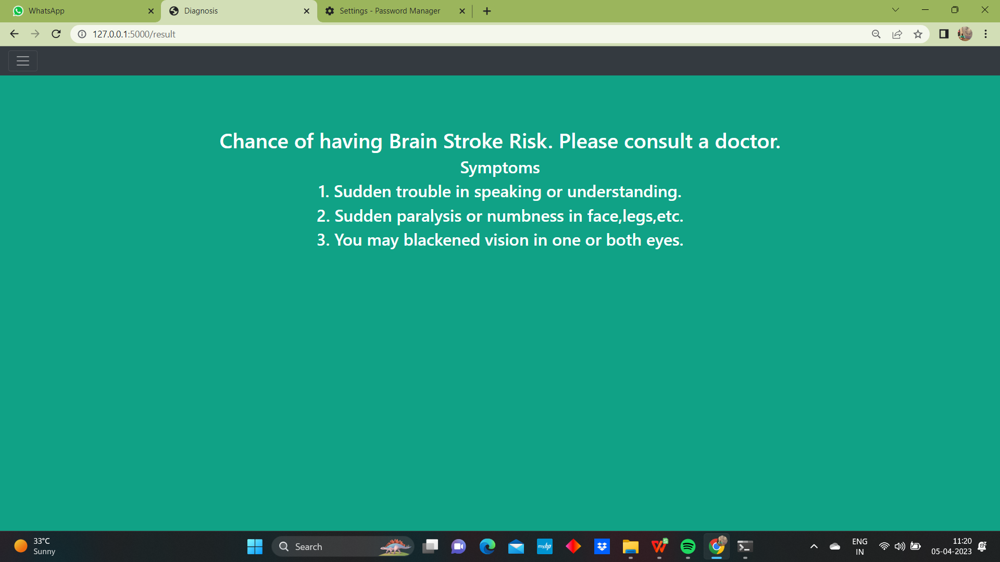 WhatsApp
Diagnosis
Settings - Password Manager
127.0.0.1:5000/result
Chance of having Brain Stroke Risk. Please consult a doctor.
Symptoms
1. Sudden trouble in speaking or understanding.
2. Sudden paralysis or numbness in face,legs,etc.
3. You may blackened vision in one or both eyes.
33°C
Sunny
Search
myhp
W
S
ENG
IN
11:20
05-04-2023